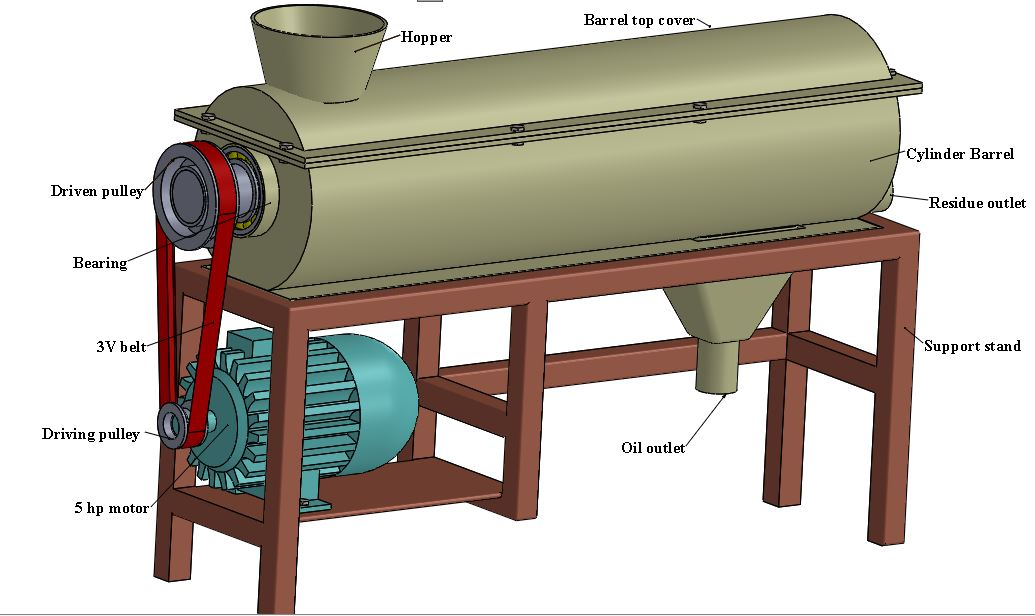 Barrel top cover
Hopper
Cylinder Barrel
Driven pulley
Residue outlet
Bearing
3V belt
Support stand
Driving pulley
Oil outlet
5 hp motor